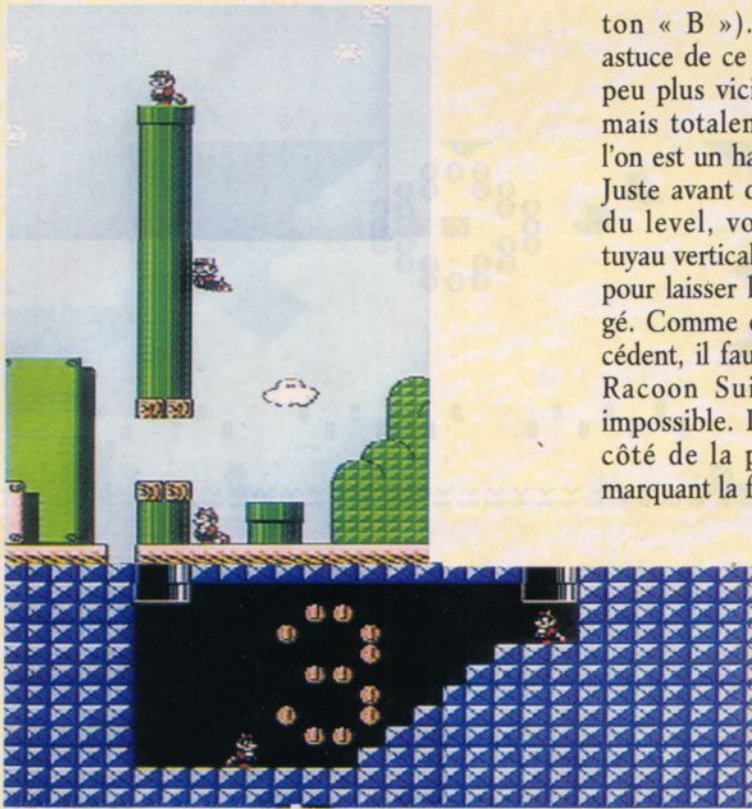 ton « B »).
astuce de ce
peu plus vici
mais totalen
l'on est un ha
Juste avant c
du level, vo
tuyau vertical
pour laisser l
gé. Comme c
cédent, il fau
Racoon Sui
impossible. I
côté de la p
marquant la f